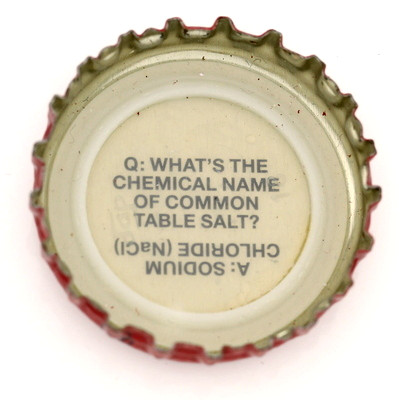 Q: WHAT'S THE
CHEMICAL NAME
OF COMMON
TABLE SALT?
A: SODIUM
CHLORIDE (NaCl)